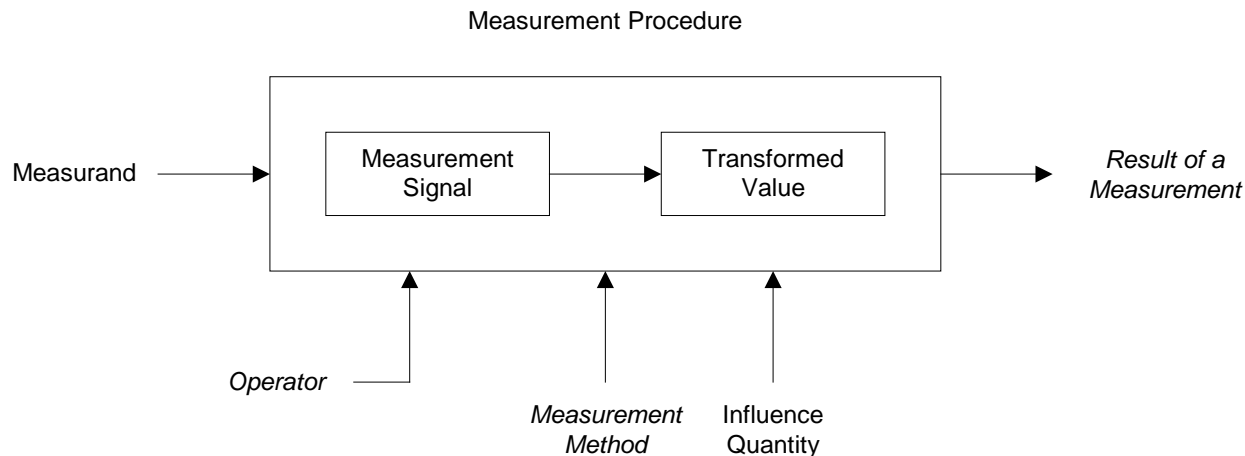 Measurement Procedure
Measurand
Measurement
Signal
Transformed
Value
Result of a
Measurement
Operator
Measurement
Method
Influence
Quantity